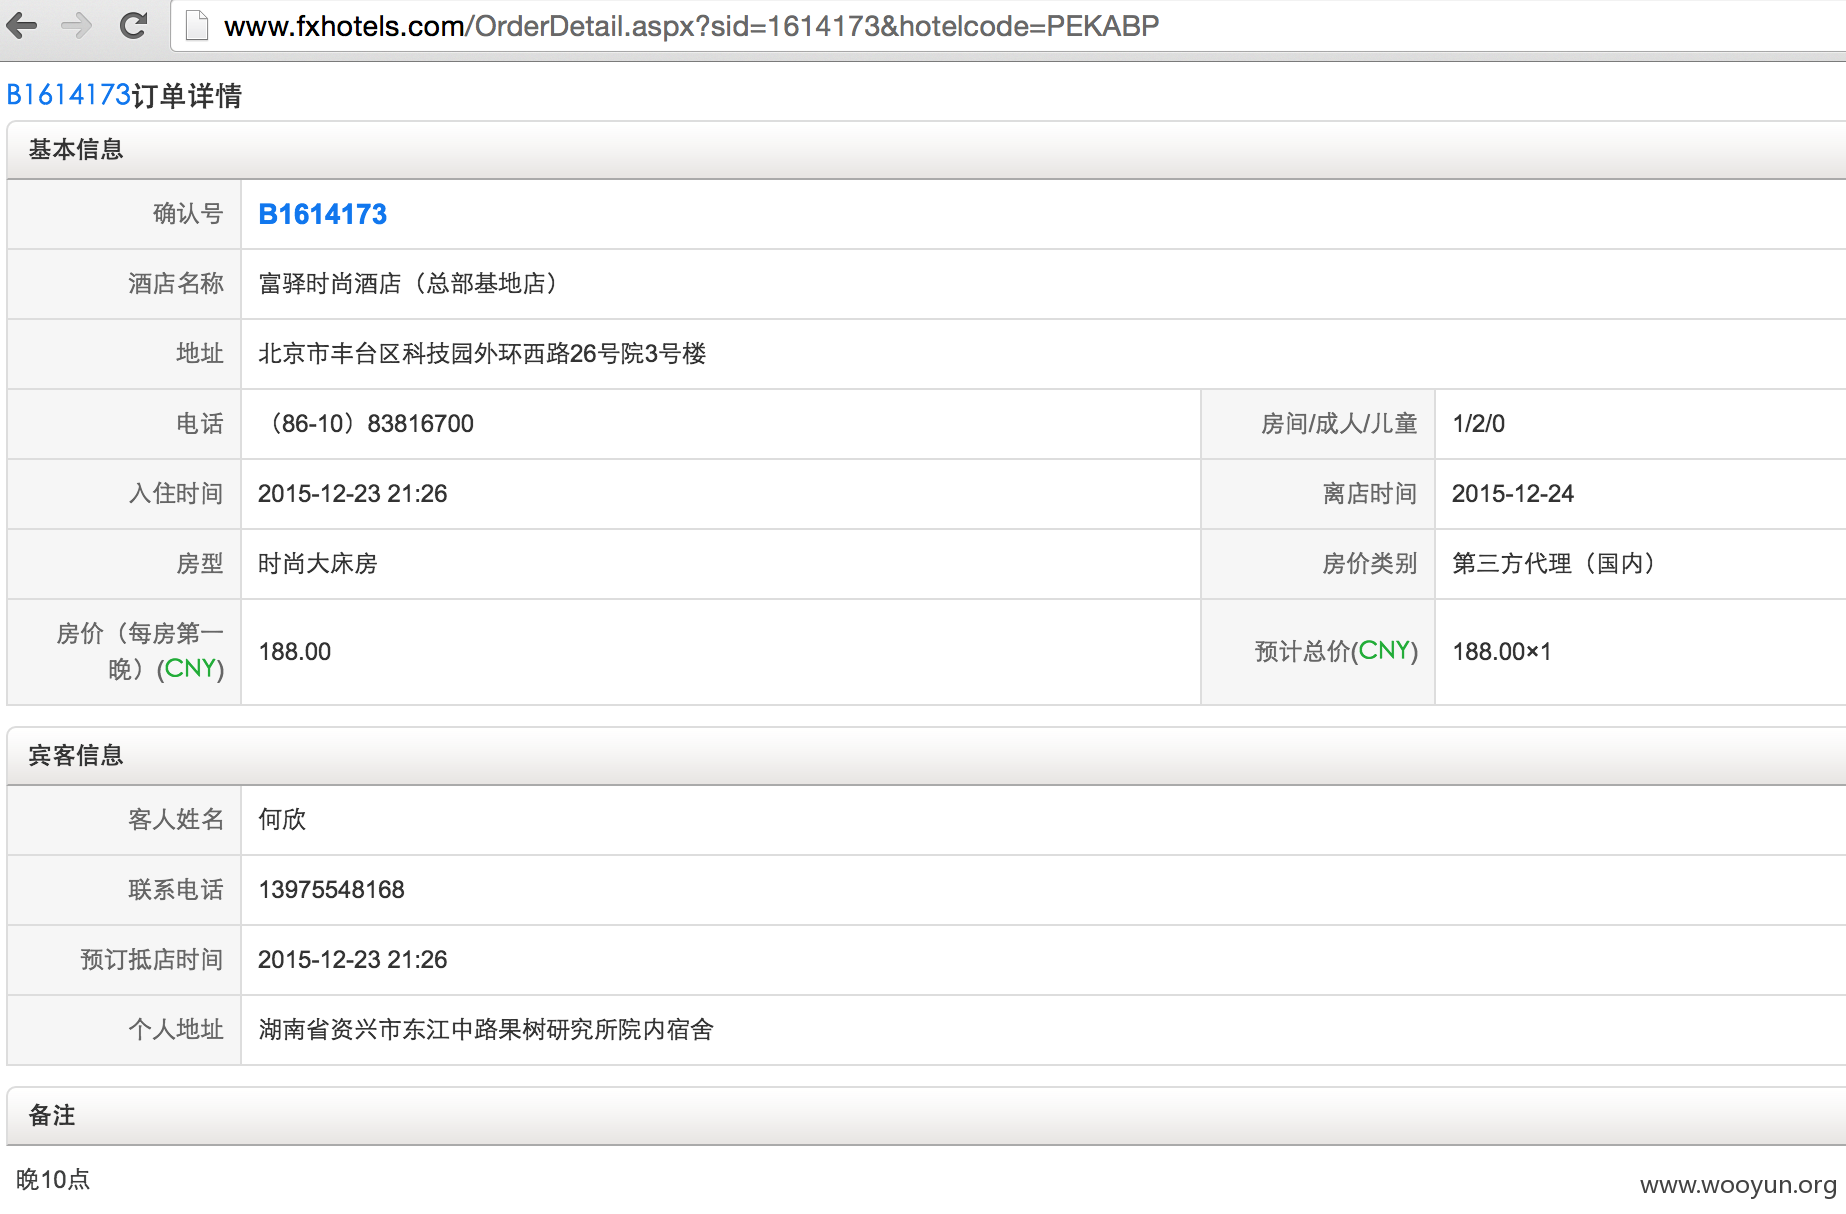 www.fxhotels.com/OrderDetail.aspx?sid=1614173&hotelcode=PEKABP
B1614173订单详情
基本信息
确认号 B1614173
酒店名称 富驿时尚酒店（总部基地店）
地址 北京市丰台区科技园外环西路26号院3号楼
电话 （86-10）83816700 房间/成人/儿童 1/2/0
入住时间 2015-12-23 21:26 离店时间 2015-12-24
房型 时尚大床房 房价类别 第三方代理（国内）
房价（每房第一
晚）(CNY) 188.00 预计总价(CNY) 188.00×1
宾客信息
客人姓名 何欣
联系电话 13975548168
预订抵店时间 2015-12-23 21:26
个人地址 湖南省资兴市东江中路果树研究所院内宿舍
备注
晚10点
www.wooyun.org